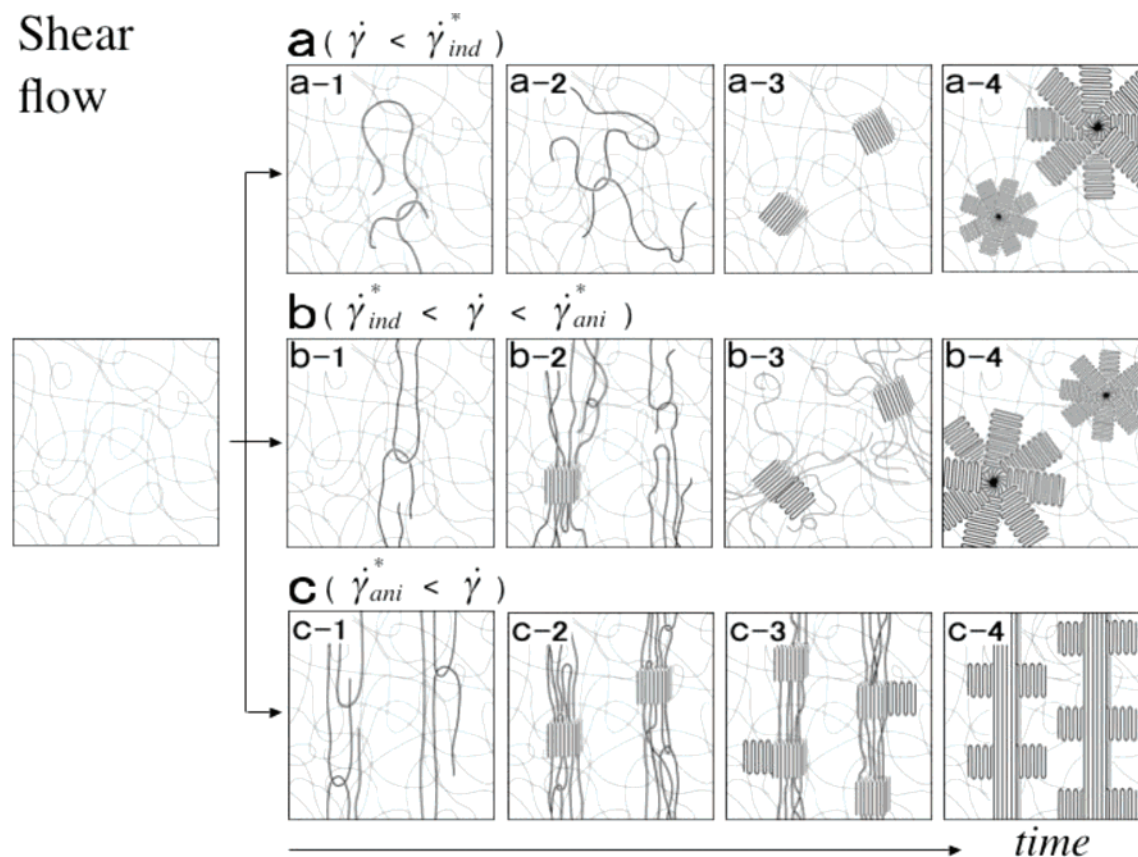 Shear
flow
a ( γ̇ < γ̇*ind )
a-1 a-2 a-3 a-4
b ( γ̇*ind < γ̇ < γ̇*ani )
b-1 b-2 b-3 b-4
c ( γ̇*ani < γ̇ )
c-1 c-2 c-3 c-4
time